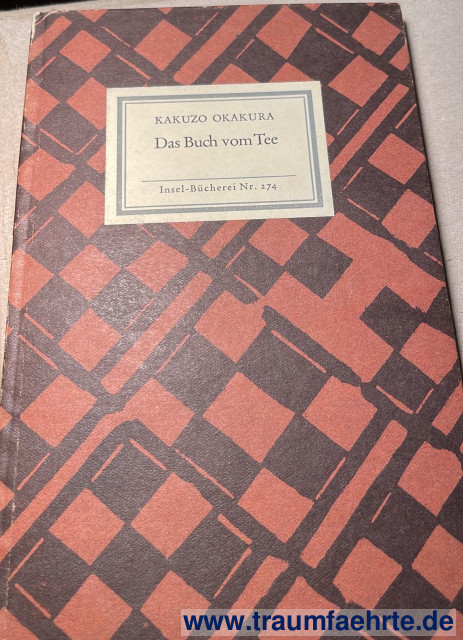 KAKUZO OKAKURA
Das Buch vom Tee
Insel-Bücherei Nr. 274
www.traumfaehrte.de